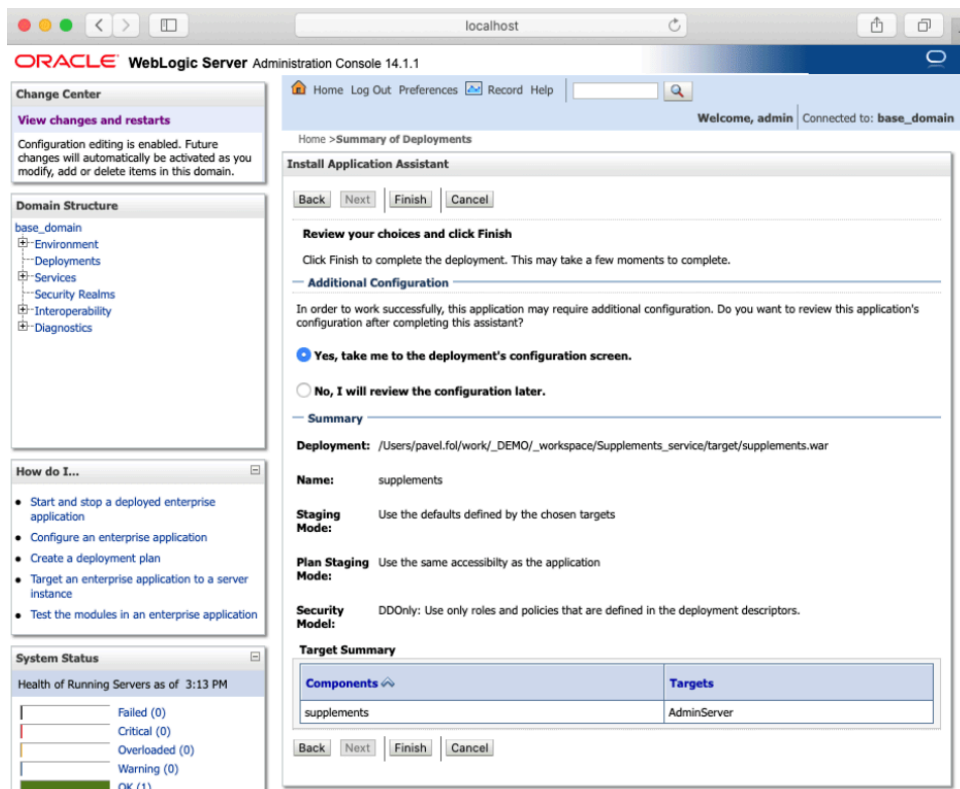 localhost
ORACLE WebLogic Server Administration Console 14.1.1
Change Center
View changes and restarts
Configuration editing is enabled. Future
changes will automatically be activated as you
modify, add or delete items in this domain.
Domain Structure
base_domain
Environment
Deployments
Services
Security Realms
Interoperability
Diagnostics
How do I...
Start and stop a deployed enterprise
application
Configure an enterprise application
Create a deployment plan
Target an enterprise application to a server
instance
Test the modules in an enterprise application
System Status
Health of Running Servers as of 3:13 PM
Failed (0)
Critical (0)
Overloaded (0)
Warning (0)
OK (1)
Home Log Out Preferences Record Help
Welcome, admin Connected to: base_domain
Home >Summary of Deployments
Install Application Assistant
Back Next Finish Cancel
Review your choices and click Finish
Click Finish to complete the deployment. This may take a few moments to complete.
Additional Configuration
In order to work successfully, this application may require additional configuration. Do you want to review this application's
configuration after completing this assistant?
Yes, take me to the deployment's configuration screen.
No, I will review the configuration later.
Summary
Deployment: /Users/pavel.fol/work/_DEMO/_workspace/Supplements_service/target/supplements.war
Name: supplements
Staging Mode: Use the defaults defined by the chosen targets
Plan Staging Mode: Use the same accessibilty as the application
Security Model: DDOnly: Use only roles and policies that are defined in the deployment descriptors.
Target Summary
Components Targets
supplements AdminServer
Back Next Finish Cancel